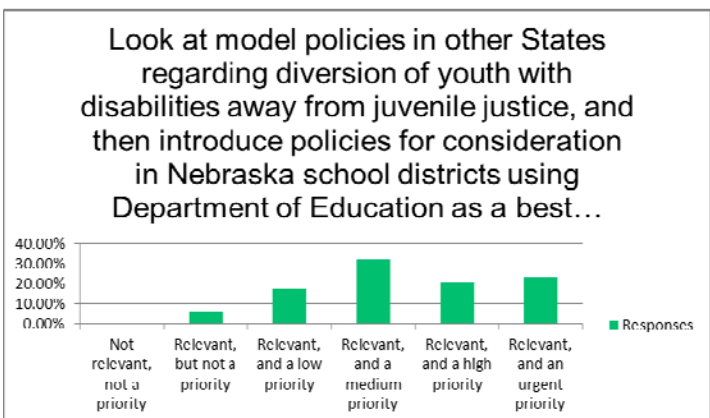 Look at model policies in other States
regarding diversion of youth with
disabilities away from juvenile justice, and
then introduce policies for consideration
in Nebraska school districts using
Department of Education as a best…
40.00%
30.00%
20.00%
10.00%
0.00%
Not
relevant,
not a
priority
Relevant,
but not a
priority
Relevant,
and a low
priority
Relevant,
and a
medium
priority
Relevant,
and a high
priority
Relevant,
and an
urgent
priority
Responses